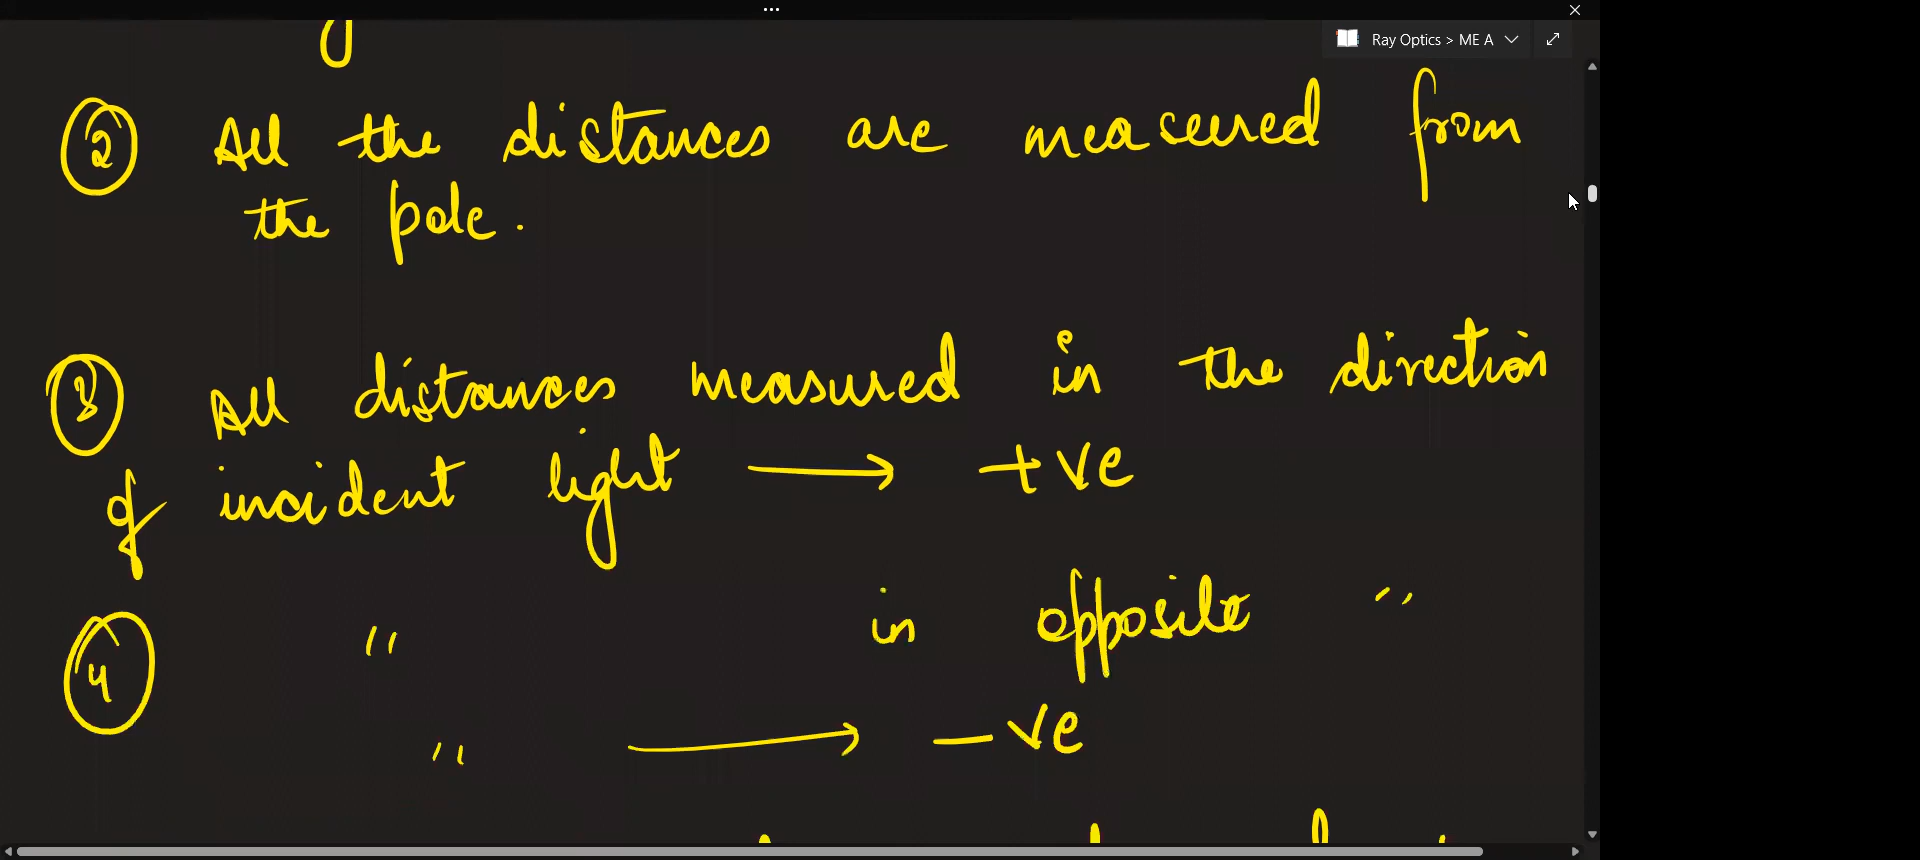 Ray Optics > ME A
② All the distances are measured from
the pole.
③ All distances measured in the direction
of incident light → +ve
④ " in opposite "
" → -ve